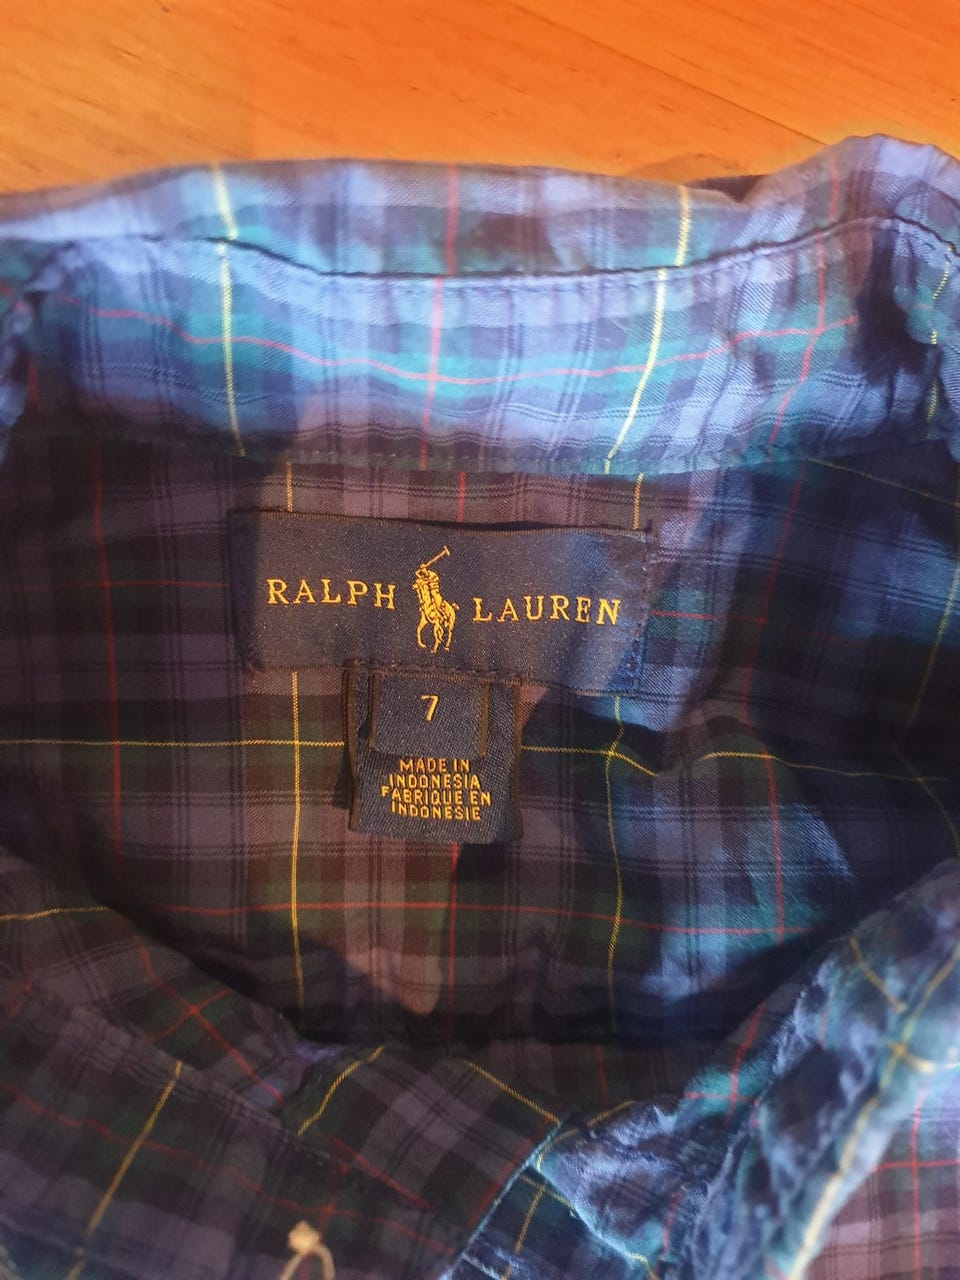 RALPH LAUREN
7
MADE IN
INDONESIA
FABRIQUE EN
INDONESIE